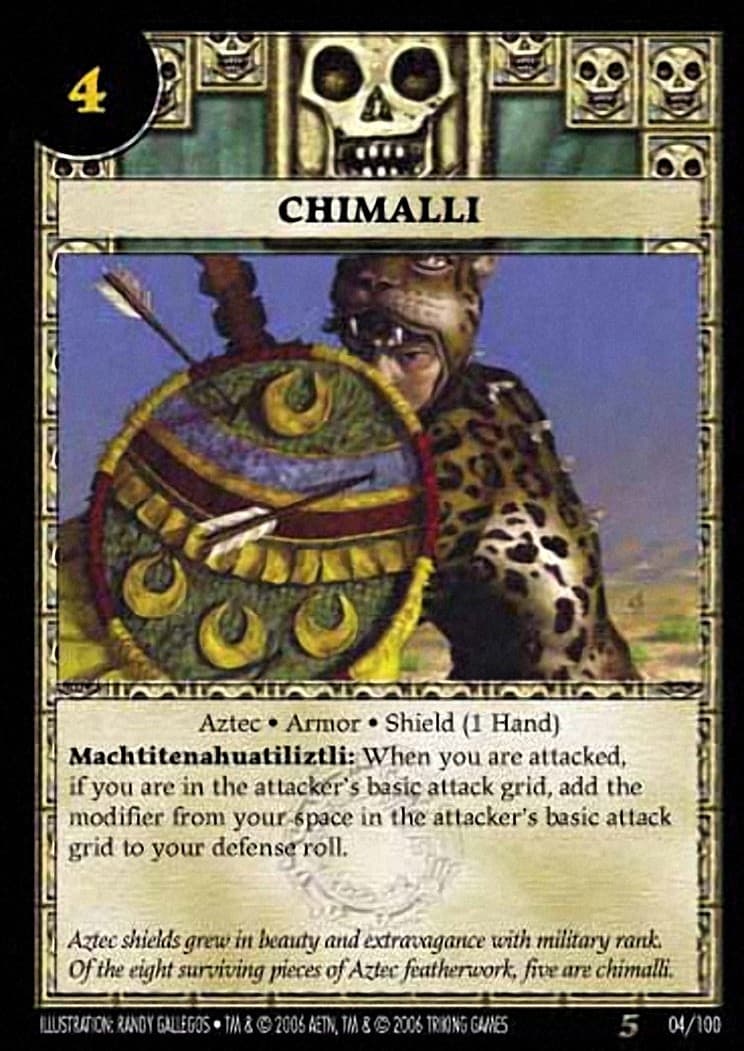 4
CHIMALLI
Aztec • Armor • Shield (1 Hand)
Machtitenahuatiliztli: When you are attacked,
if you are in the attacker's basic attack grid, add the
modifier from your space in the attacker's basic attack
grid to your defense roll.
Aztec shields grew in beauty and extravagance with military rank.
Of the eight surviving pieces of Aztec featherwork, five are chimalli.
ILLUSTRATION: RANDY GALLEGOS • TM & © 2006 AETN, TM & © 2006 TRIKING GAMES
5 04/100